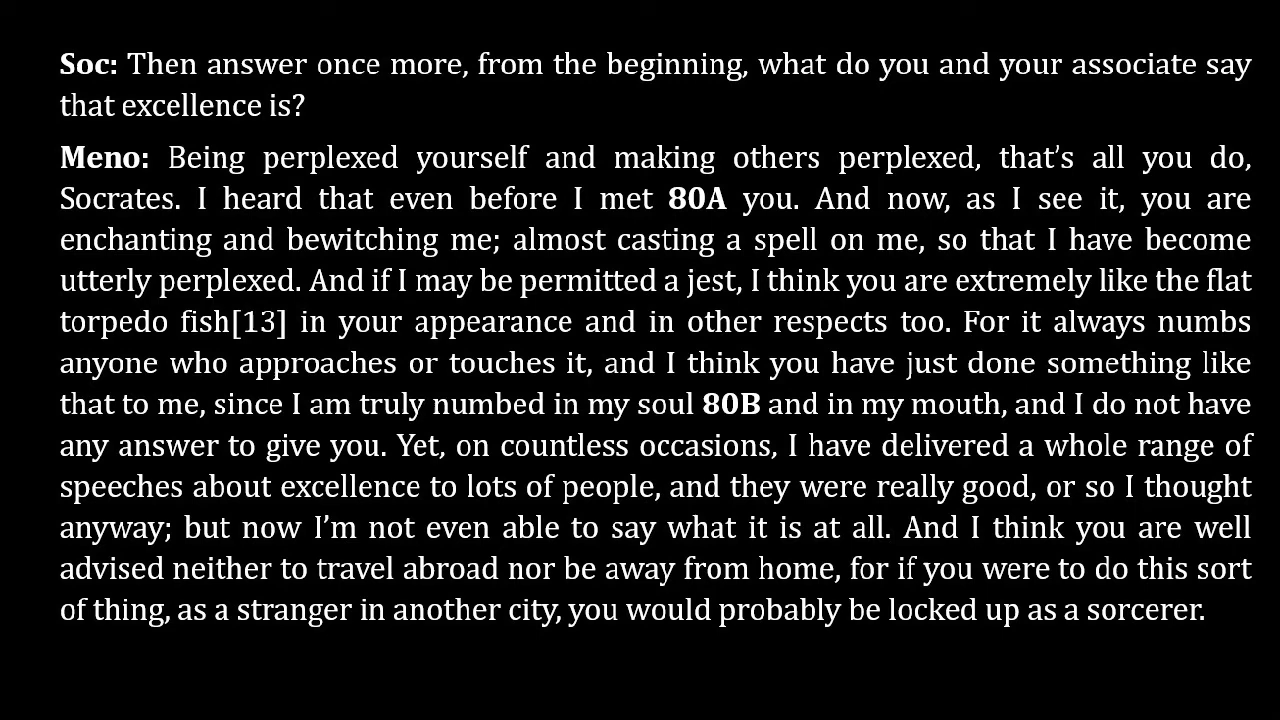 Soc: Then answer once more, from the beginning, what do you and your associate say
that excellence is?
Meno: Being perplexed yourself and making others perplexed, that’s all you do,
Socrates. I heard that even before I met 80A you. And now, as I see it, you are
enchanting and bewitching me; almost casting a spell on me, so that I have become
utterly perplexed. And if I may be permitted a jest, I think you are extremely like the flat
torpedo fish[13] in your appearance and in other respects too. For it always numbs
anyone who approaches or touches it, and I think you have just done something like
that to me, since I am truly numbed in my soul 80B and in my mouth, and I do not have
any answer to give you. Yet, on countless occasions, I have delivered a whole range of
speeches about excellence to lots of people, and they were really good, or so I thought
anyway; but now I’m not even able to say what it is at all. And I think you are well
advised neither to travel abroad nor be away from home, for if you were to do this sort
of thing, as a stranger in another city, you would probably be locked up as a sorcerer.